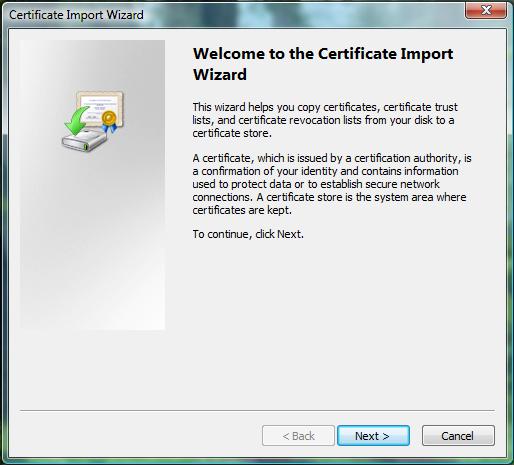 Certificate Import Wizard
Welcome to the Certificate Import
Wizard
This wizard helps you copy certificates, certificate trust
lists, and certificate revocation lists from your disk to a
certificate store.
A certificate, which is issued by a certification authority, is
a confirmation of your identity and contains information
used to protect data or to establish secure network
connections. A certificate store is the system area where
certificates are kept.
To continue, click Next.
< Back
Next >
Cancel